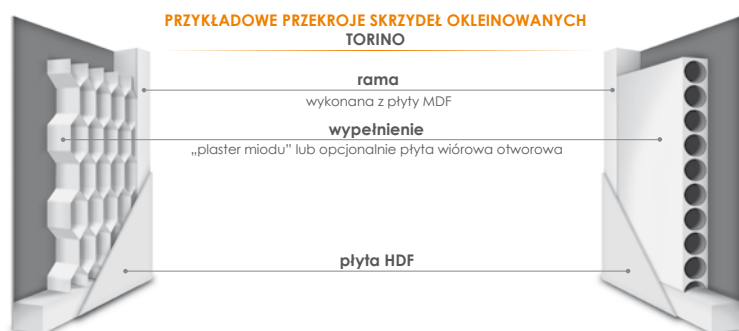 PRZYKŁADOWE PRZEKROJE SKRZYDEŁ OKLEINOWANYCH
TORINO
rama
wykonana z płyty MDF
wypełnienie
„plaster miodu” lub opcjonalnie płyta wiórowa otworowa
płyta HDF